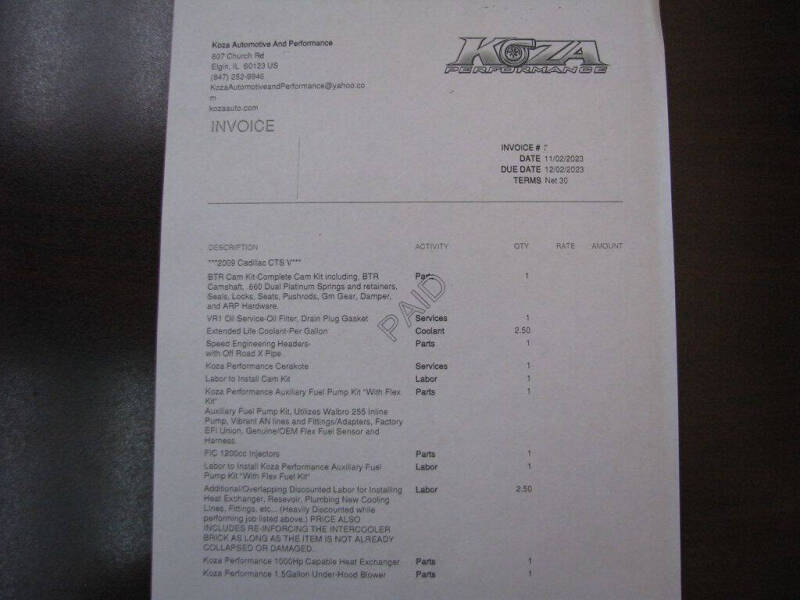 Koza Automotive And Performance
607 Church Rd
Elgin, IL 60123 US
(847) 252-9946
KozaAutomotiveandPerformance@yahoo.co
m
kozaauto.com
KOZA
PERFORMANCE
INVOICE
INVOICE #
DATE 11/02/2023
DUE DATE 12/02/2023
TERMS Net 30
DESCRIPTION ACTIVITY QTY RATE AMOUNT
***2009 Cadillac CTS V***
BTR Cam Kit-Complete Cam Kit including, BTR Parts 1
Camshaft, .660 Dual Platinum Springs and retainers,
Seals, Locks, Seats, Pushrods, Gm Gear, Damper,
and ARP Hardware.
PAID
VR1 Oil Service-Oil Filter, Drain Plug Gasket Services 1
Extended Life Coolant-Per Gallon Coolant 2.50
Speed Engineering Headers- Parts 1
with Off Road X Pipe
Koza Performance Cerakote Services 1
Labor to Install Cam Kit Labor 1
Koza Performance Auxiliary Fuel Pump Kit "With Flex Parts 1
Kit"
Auxiliary Fuel Pump Kit, Utilizes Walbro 255 Inline
Pump, Vibrant AN lines and Fittings/Adapters, Factory
EFI Union, Genuine/OEM Flex Fuel Sensor and
Harness.
FIC 1200cc Injectors Parts 1
Labor to Install Koza Performance Auxiliary Fuel Labor 1
Pump Kit "With Flex Fuel Kit"
Additional/Overlapping Discounted Labor for Installing Labor 2.50
Heat Exchanger, Resevoir, Plumbing New Cooling
Lines, Fittings, etc... (Heavily Discounted while
performing job listed above.) PRICE ALSO
INCLUDES RE-INFORCING THE INTERCOOLER
BRICK AS LONG AS THE ITEM IS NOT ALREADY
COLLAPSED OR DAMAGED.
Koza Performance 1000Hp Capable Heat Exchanger Parts 1
Koza Performance 1.5Gallon Under-Hood Blower Parts 1